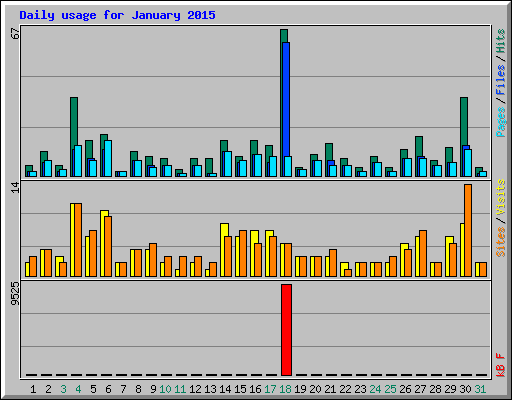 Daily usage for January 2015
67
Pages / Files / Hits
14
Sites / Visits
9525
kB F
1 2 3 4 5 6 7 8 9 10 11 12 13 14 15 16 17 18 19 20 21 22 23 24 25 26 27 28 29 30 31